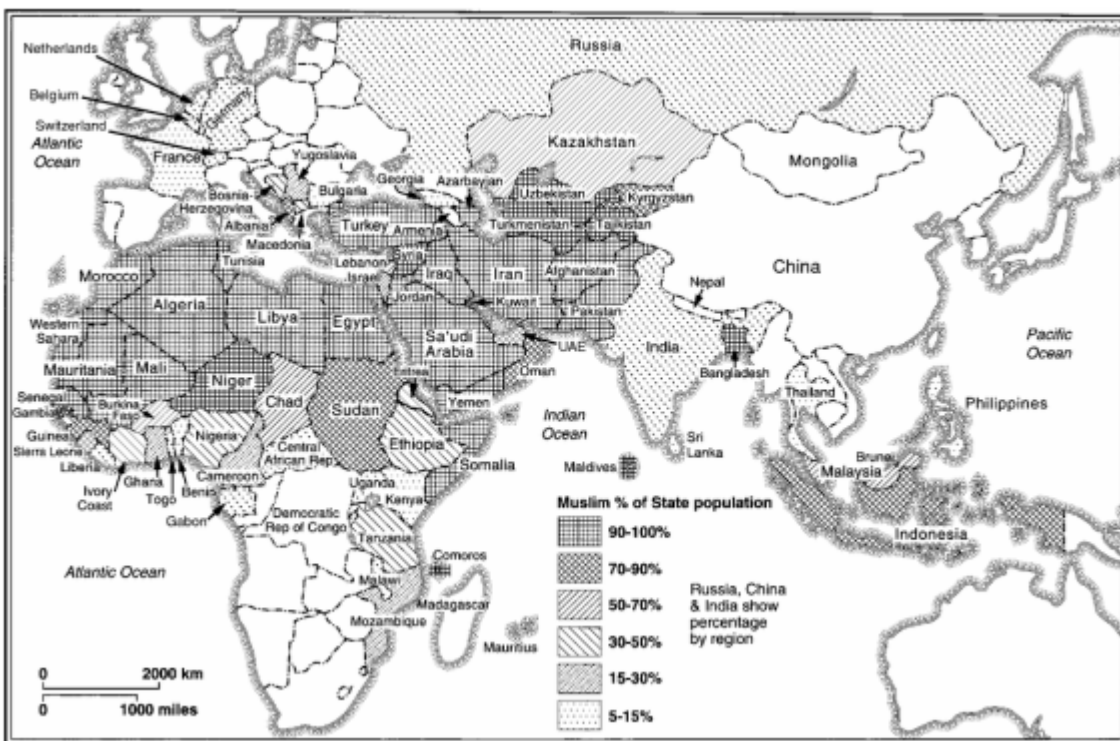 Netherlands
Belgium
Switzerland
Atlantic
Ocean
Germany
France
Russia
Kazakhstan
Mongolia
China
Yugoslavia
Bosnia-
Herzegovina
Albania
Macedonia
Bulgaria
Georgia
Azarbayjan
Armenia
Turkey
Uzbekistan
Kyrgyzstan
Turkmenistan
Tajikistan
Tunisia
Lebanon
Israel
Syria
Iraq
Iran
Afghanistan
Jordan
Kuwait
Pakistan
Nepal
Morocco
Algeria
Libya
Egypt
Western
Sahara
Sa'udi
Arabia
UAE
Oman
India
Bangladesh
Pacific
Ocean
Mauritania
Mali
Niger
Chad
Sudan
Eritrea
Yemen
Indian
Ocean
Thailand
Philippines
Senegal
Gambia
Burkina
Faso
Guinea
Sierra Leone
Liberia
Nigeria
Ethiopia
Somalia
Central
African Rep
Cameroon
Sri
Lanka
Maldives
Brunei
Malaysia
Indonesia
Ivory
Coast
Ghana
Togo
Benin
Gabon
Uganda
Kenya
Democratic
Rep of Congo
Tanzania
Comoros
Malawi
Madagascar
Mozambique
Mauritius
Atlantic Ocean
Muslim % of State population
90-100%
70-90%
50-70%
30-50%
15-30%
5-15%
Russia, China
& India show
percentage
by region
0 2000 km
0 1000 miles